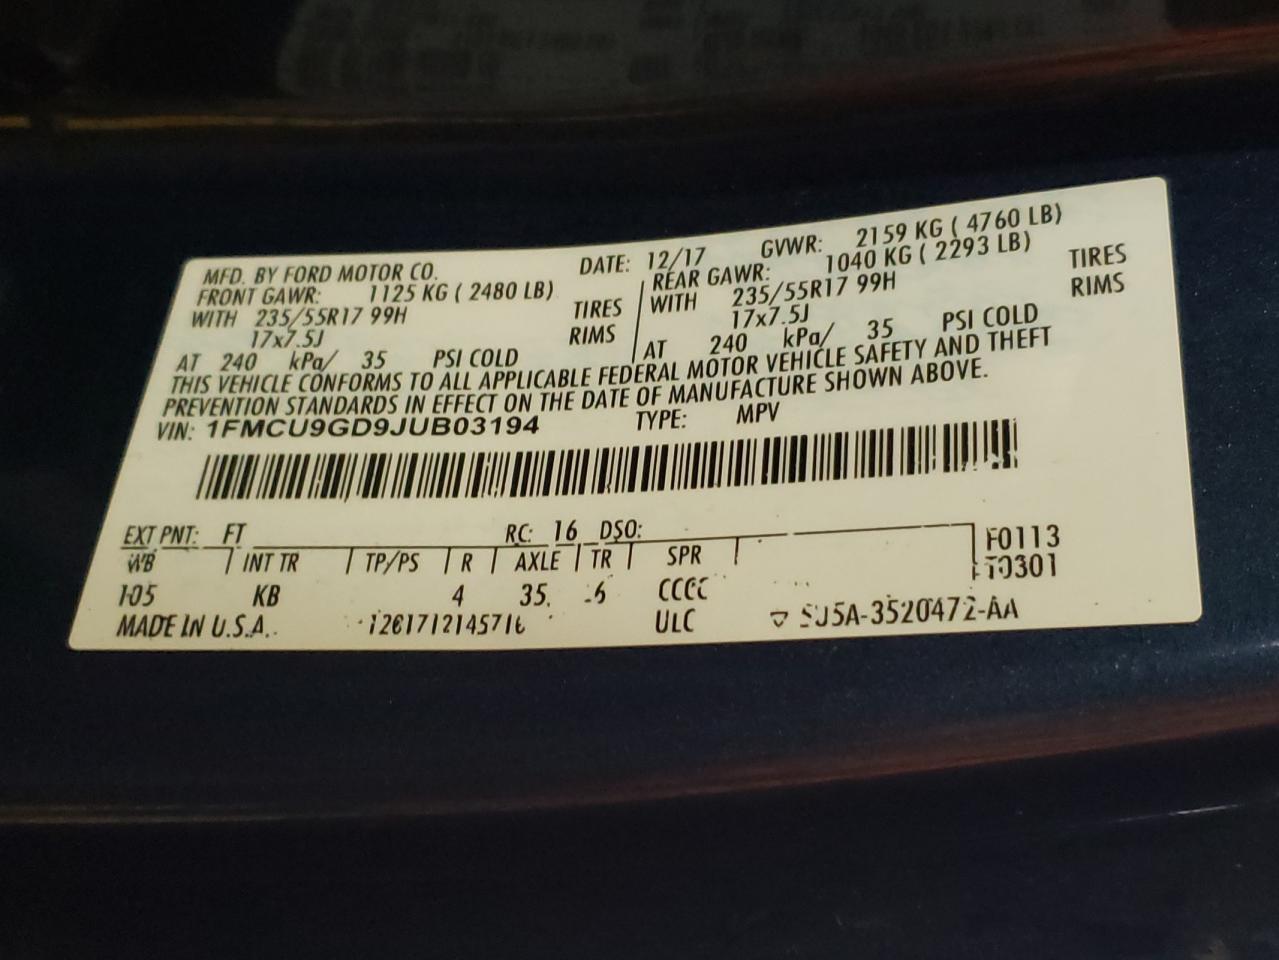 MFD. BY FORD MOTOR CO. DATE: 12/17 GVWR: 2159 KG ( 4760 LB)
FRONT GAWR: 1125 KG ( 2480 LB) REAR GAWR: 1040 KG ( 2293 LB)
WITH 235/55R17 99H TIRES WITH 235/55R17 99H TIRES
17x7.5J RIMS 17x7.5J RIMS
AT 240 kPa/ 35 PSI COLD AT 240 kPa/ 35 PSI COLD
THIS VEHICLE CONFORMS TO ALL APPLICABLE FEDERAL MOTOR VEHICLE SAFETY AND THEFT
PREVENTION STANDARDS IN EFFECT ON THE DATE OF MANUFACTURE SHOWN ABOVE.
VIN: 1FMCU9GD9JUB03194 TYPE: MPV
EXT PNT: FT RC: 16 DSO: F0113
WB INT TR TP/PS R AXLE TR SPR T0301
105 KB 4 35. 6
MADE IN U.S.A. ULC